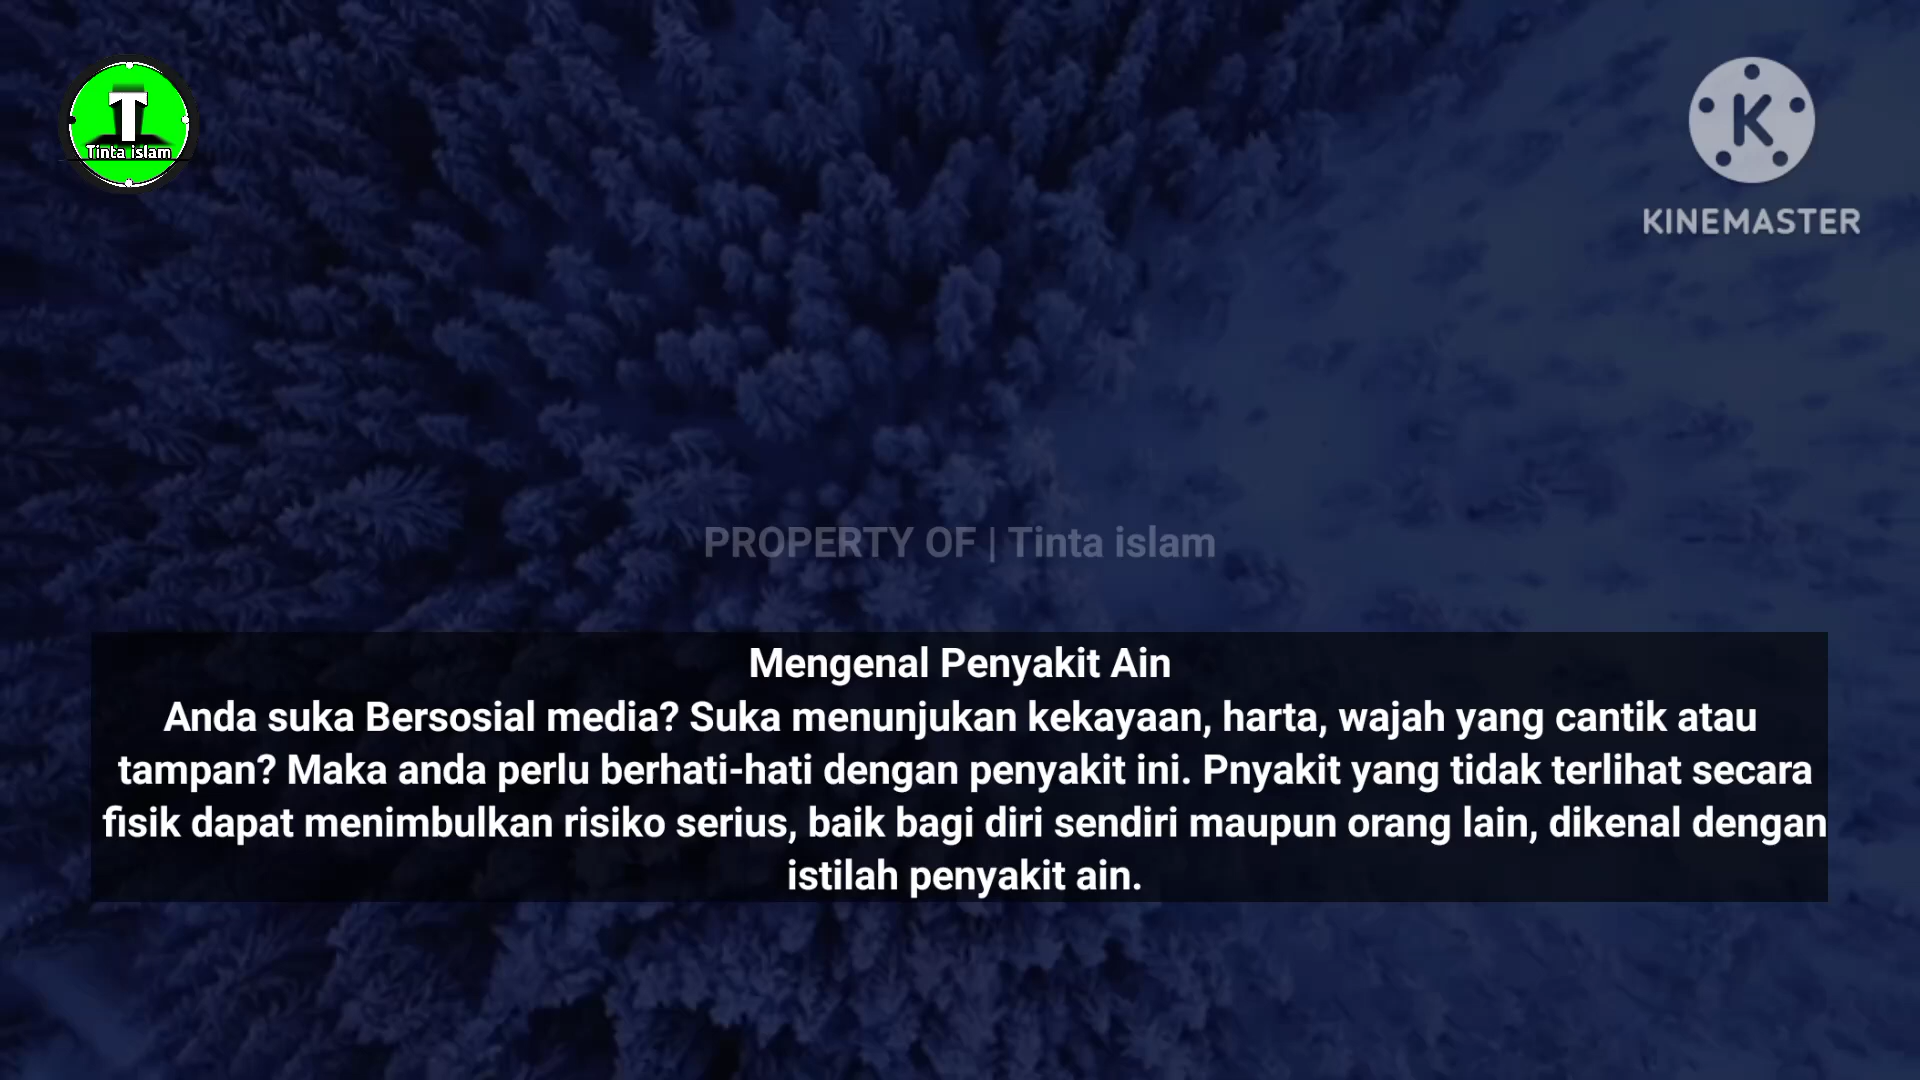 T
Tinta islam
K
KINEMASTER
PROPERTY OF | Tinta islam
Mengenal Penyakit Ain
Anda suka Bersosial media? Suka menunjukan kekayaan, harta, wajah yang cantik atau
tampan? Maka anda perlu berhati-hati dengan penyakit ini. Pnyakit yang tidak terlihat secara
fisik dapat menimbulkan risiko serius, baik bagi diri sendiri maupun orang lain, dikenal dengan
istilah penyakit ain.